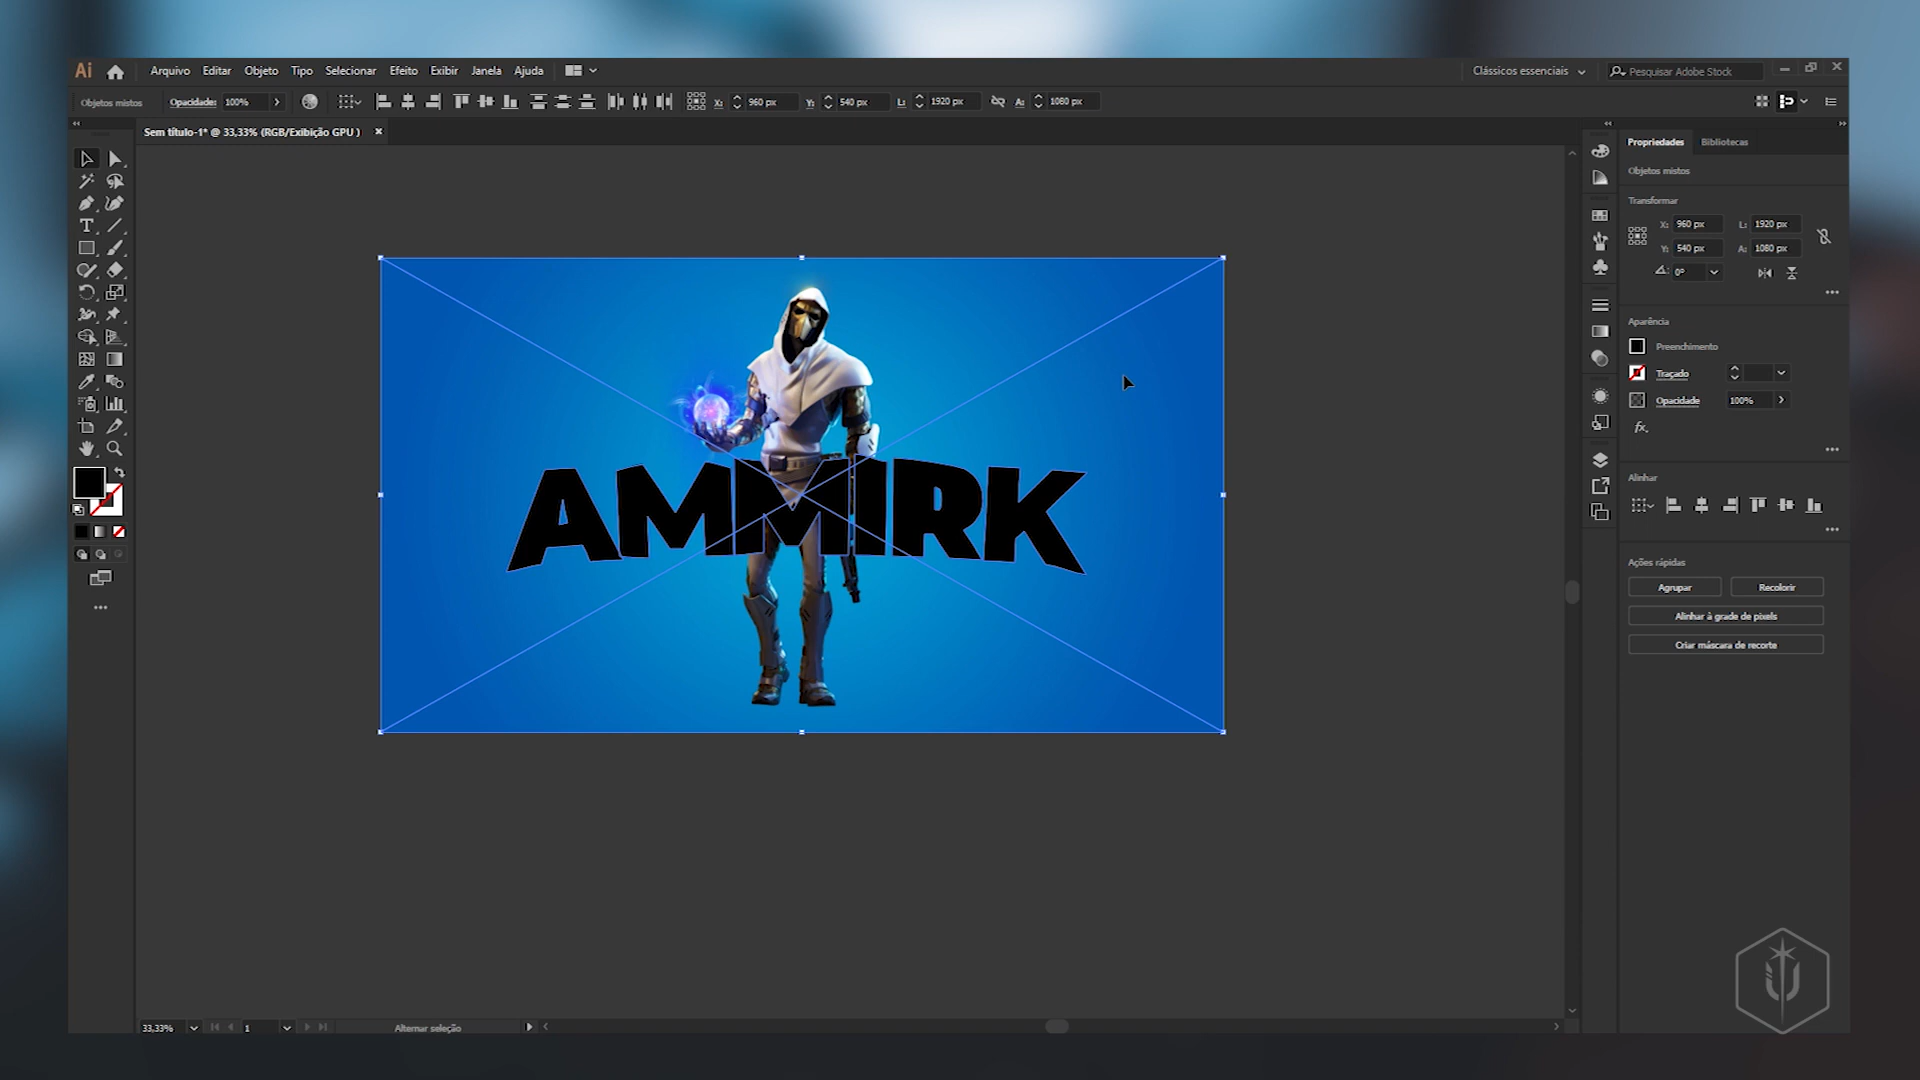 Ai Arquivo Editar Objeto Tipo Selecionar Efeito Exibir Janela Ajuda Clássicos essenciais Pesquisar Adobe Stock
Objetos mistos Opacidade: 100% X: 960 px Y: 540 px L: 1920 px A: 1080 px
Sem título-1* @ 33,33% (RGB/Exibição GPU )
Propriedades Bibliotecas
Objetos mistos
Transformar
X: 960 px L: 1920 px
Y: 540 px A: 1080 px
0°
Aparência
Preenchimento
Traçado
Opacidade 100%
fx.
Alinhar
AMMIRK
Ações rápidas
Agrupar Recolorir
Alinhar à grade de pixels
Criar máscara de recorte
33,33% 1 Alternar seleção